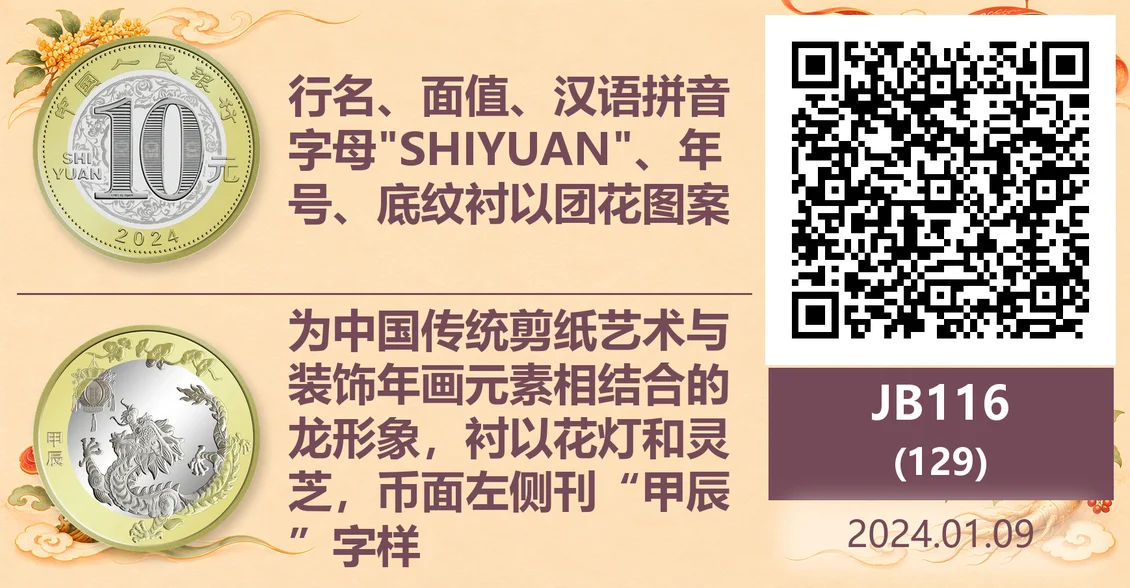 中国人民银行
10
SHI
YUAN
元
2024
行名、面值、汉语拼音
字母"SHIYUAN"、年
号、底纹衬以团花图案
甲
辰
为中国传统剪纸艺术与
装饰年画元素相结合的
龙形象，衬以花灯和灵
芝，币面左侧刊“甲辰
”字样
JB116
(129)
2024.01.09